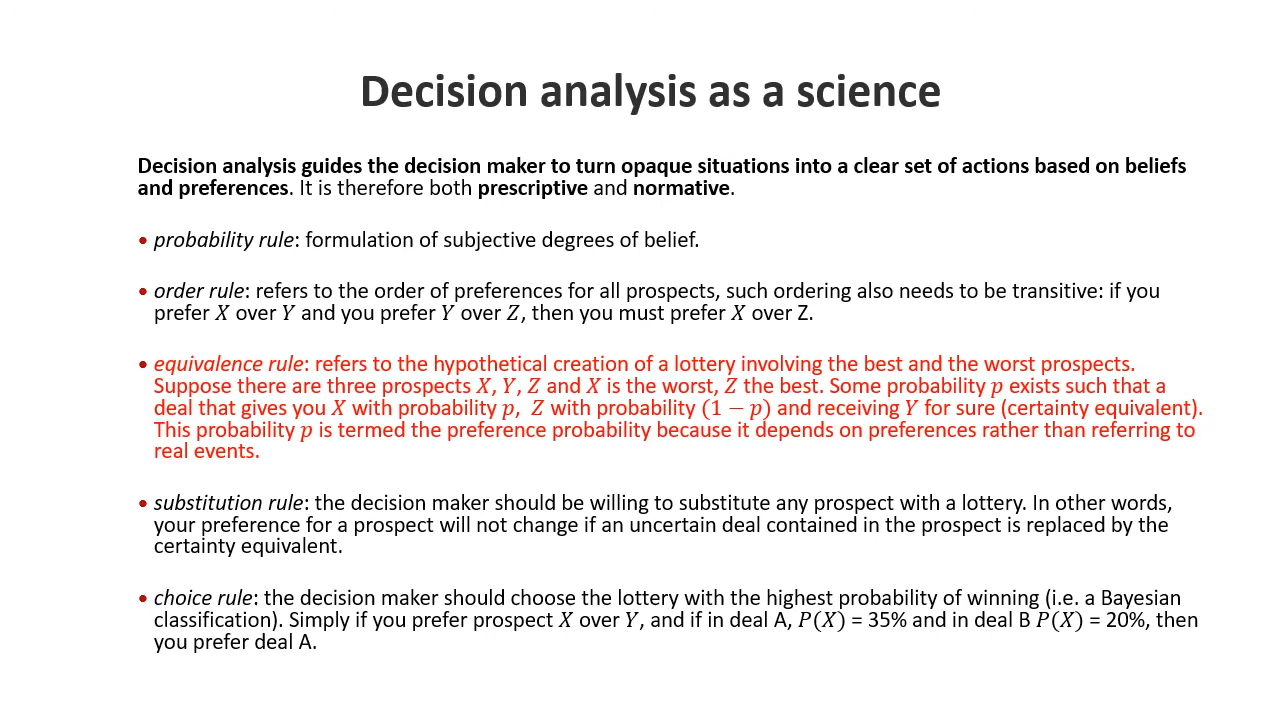 Decision analysis as a science
Decision analysis guides the decision maker to turn opaque situations into a clear set of actions based on beliefs
and preferences. It is therefore both prescriptive and normative.
• probability rule: formulation of subjective degrees of belief.
• order rule: refers to the order of preferences for all prospects, such ordering also needs to be transitive: if you
prefer X over Y and you prefer Y over Z, then you must prefer X over Z.
• equivalence rule: refers to the hypothetical creation of a lottery involving the best and the worst prospects.
Suppose there are three prospects X, Y, Z and X is the worst, Z the best. Some probability p exists such that a
deal that gives you X with probability p, Z with probability (1 − p) and receiving Y for sure (certainty equivalent).
This probability p is termed the preference probability because it depends on preferences rather than referring to
real events.
• substitution rule: the decision maker should be willing to substitute any prospect with a lottery. In other words,
your preference for a prospect will not change if an uncertain deal contained in the prospect is replaced by the
certainty equivalent.
• choice rule: the decision maker should choose the lottery with the highest probability of winning (i.e. a Bayesian
classification). Simply if you prefer prospect X over Y, and if in deal A, P(X) = 35% and in deal B P(X) = 20%, then
you prefer deal A.